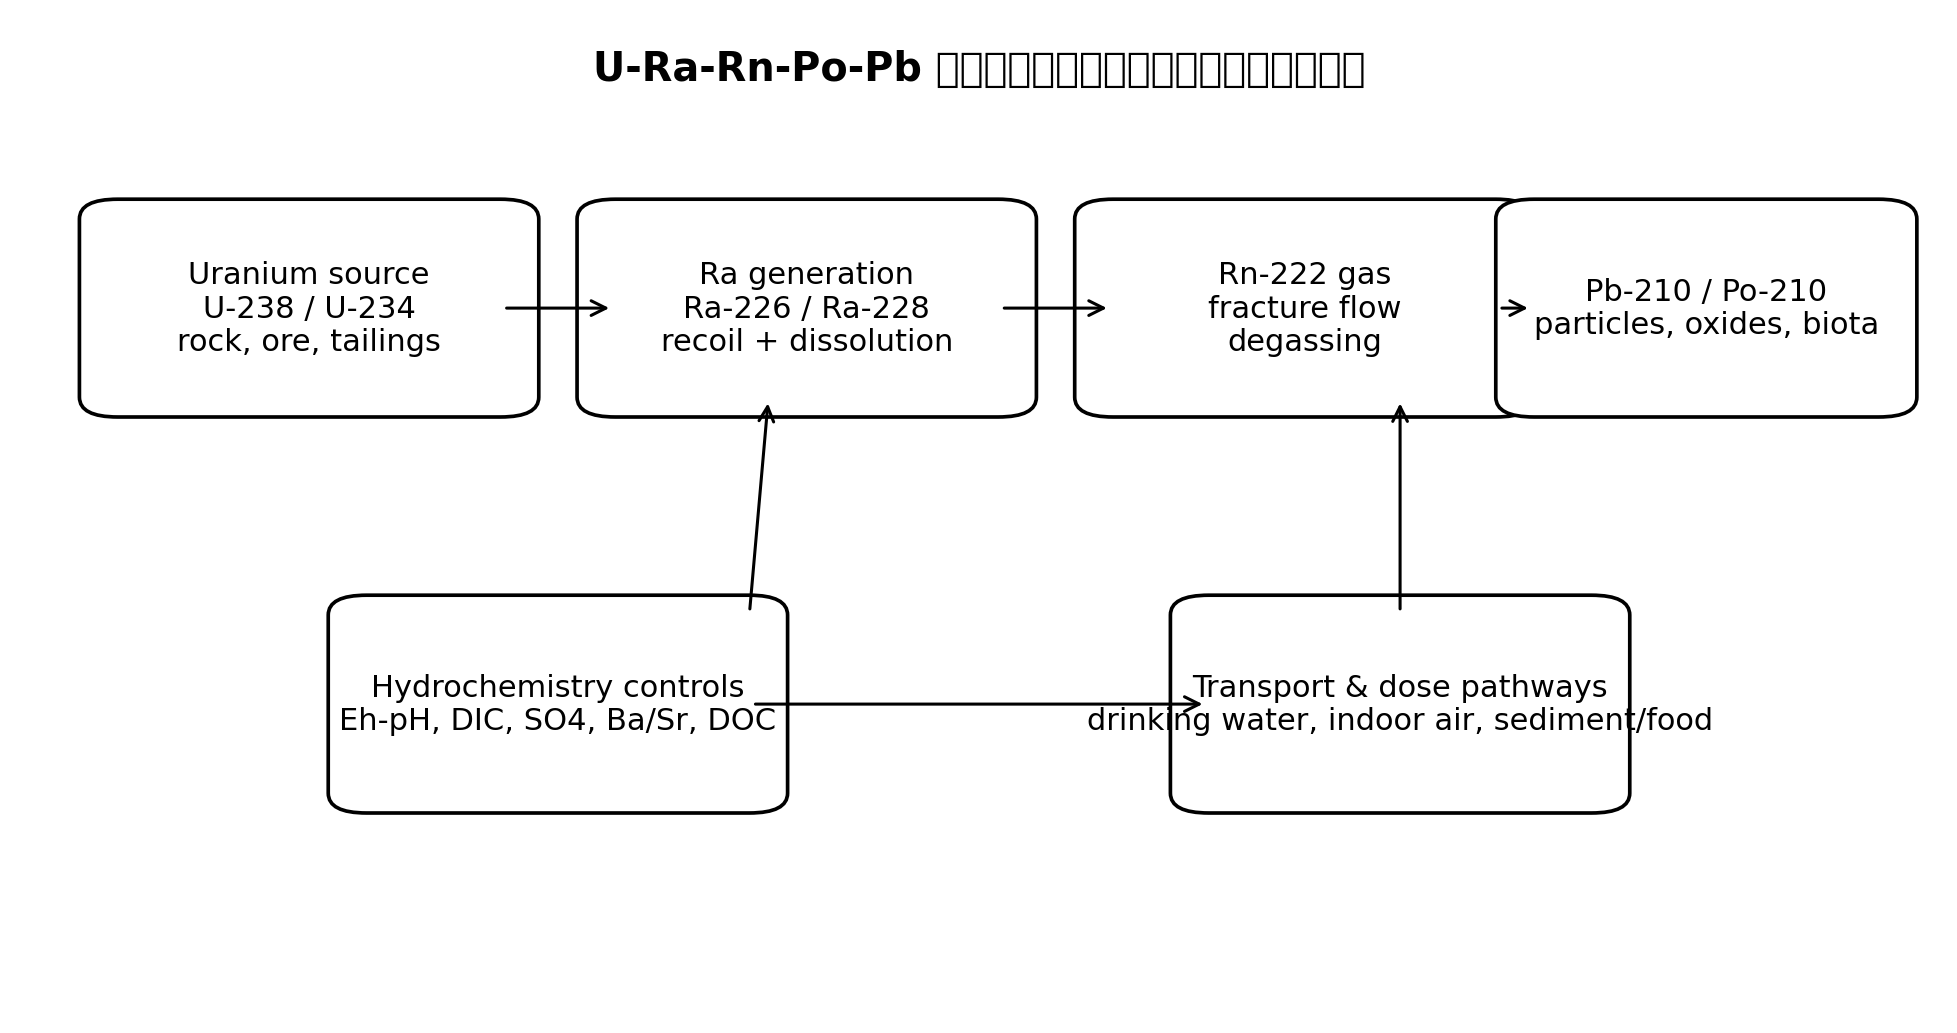 U-Ra-Rn-Po-Pb
Uranium source
U-238 / U-234
rock, ore, tailings
Ra generation
Ra-226 / Ra-228
recoil + dissolution
Rn-222 gas
fracture flow
degassing
Pb-210 / Po-210
particles, oxides, biota
Hydrochemistry controls
Eh-pH, DIC, SO4, Ba/Sr, DOC
Transport & dose pathways
drinking water, indoor air, sediment/food